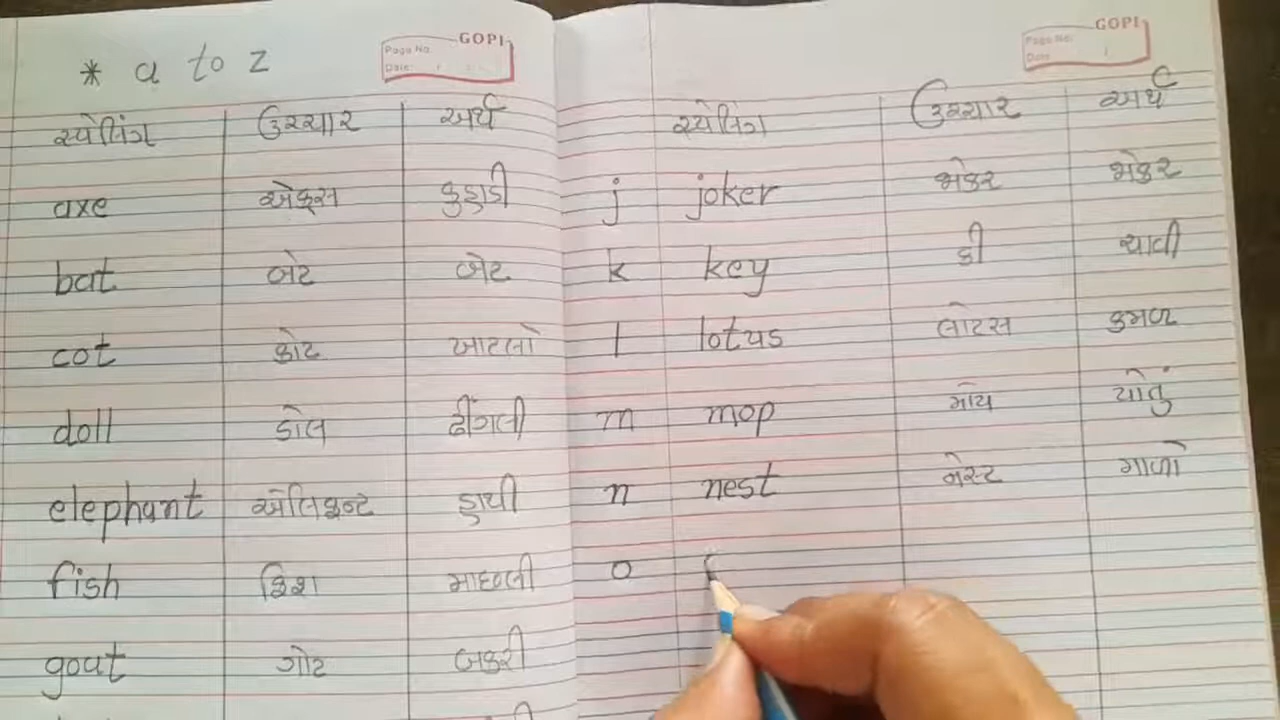 * a to z
GOPI
Page No.
Date:
સ્પેલિંગ ઉચ્ચાર અર્થ
axe એક્સ કુહાડી
bat બેટ બેટ
cot કોટ ખાટલો
doll ડોલ ઢીંગલી
elephant એલિફન્ટ હાથી
fish ફિશ માછલી
goat ગોટ બકરી
GOPI
Page No.
Date:
સ્પેલિંગ ઉચ્ચાર અર્થ
j joker જોકર જોકર
k key કી ચાવી
l lotus લોટસ કમળ
m mop મોપ પોતું
n nest નેસ્ટ માળો
o